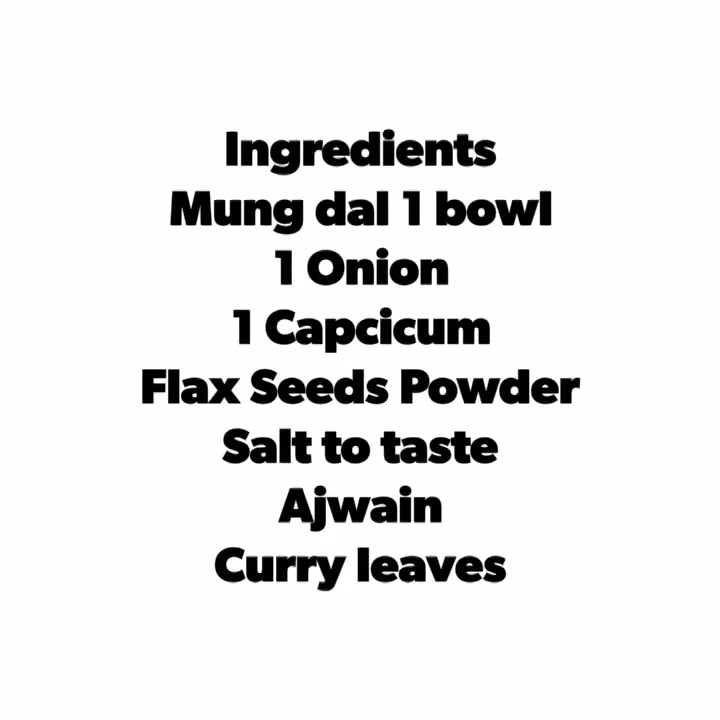 Ingredients
Mung dal 1 bowl
1 Onion
1 Capcicum
Flax Seeds Powder
Salt to taste
Ajwain
Curry leaves